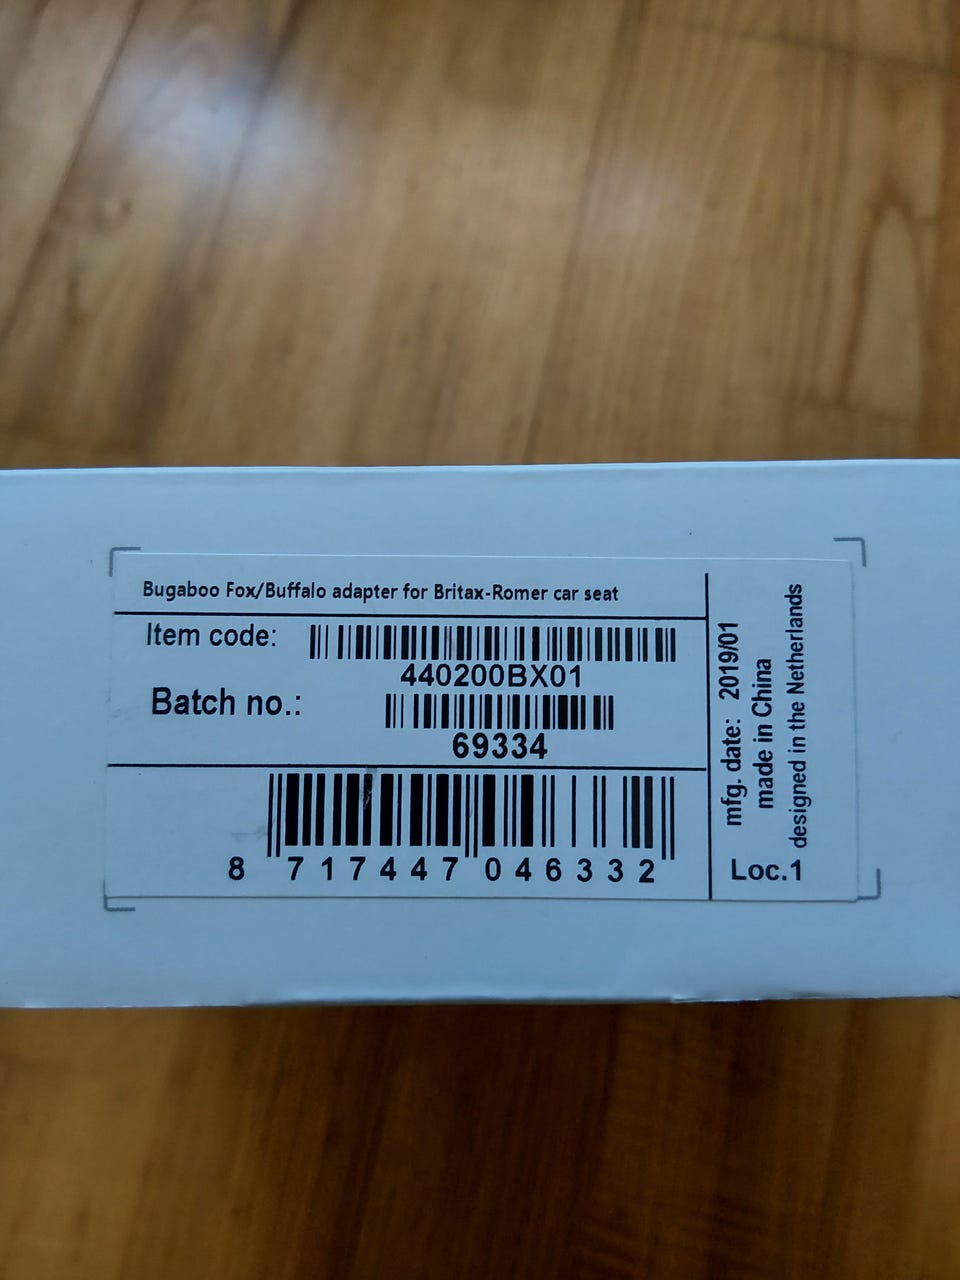 Bugaboo Fox/Buffalo adapter for Britax-Romer car seat
Item code:
440200BX01
Batch no.:
69334
8 717447 046332
mfg. date: 2019/01
made in China
designed in the Netherlands
Loc.1